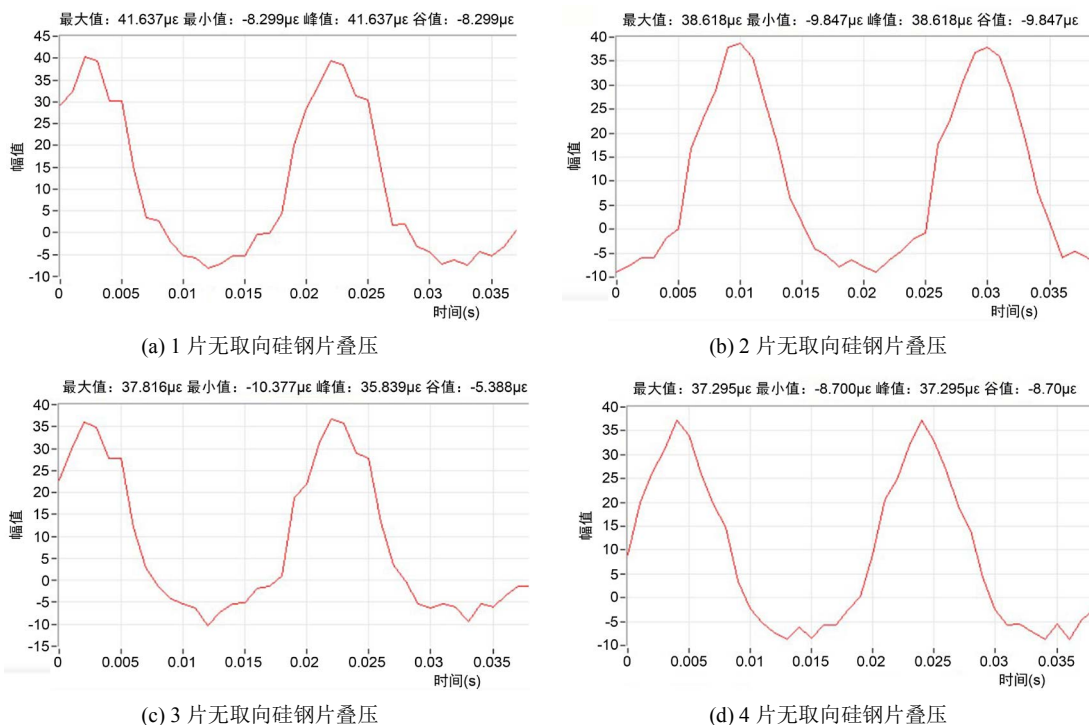 最大值：41.637με 最小值：-8.299με 峰值：41.637με 谷值：-8.299με
45
40
35
30
25
20
15
10
5
0
-5
-10
幅值
0 0.005 0.01 0.015 0.02 0.025 0.03 0.035
时间(s)
(a) 1 片无取向硅钢片叠压
最大值：38.618με 最小值：-9.847με 峰值：38.618με 谷值：-9.847με
40
35
30
25
20
15
10
5
0
-5
-10
幅值
0 0.005 0.01 0.015 0.02 0.025 0.03 0.035
时间(s)
(b) 2 片无取向硅钢片叠压
最大值：37.816με 最小值：-10.377με 峰值：35.839με 谷值：-5.388με
40
35
30
25
20
15
10
5
0
-5
-10
-15
幅值
0 0.005 0.01 0.015 0.02 0.025 0.03 0.035
时间(s)
(c) 3 片无取向硅钢片叠压
最大值：37.295με 最小值：-8.700με 峰值：37.295με 谷值：-8.70με
40
35
30
25
20
15
10
5
0
-5
-10
幅值
0 0.005 0.01 0.015 0.02 0.025 0.03 0.035
时间(s)
(d) 4 片无取向硅钢片叠压